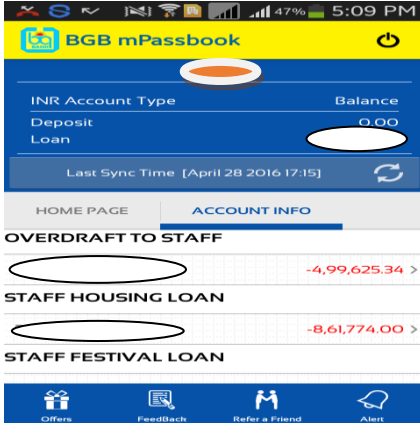 47% 5:09 PM
BGB mPassbook
INR Account Type Balance
Deposit 0.00
Loan
Last Sync Time [April 28 2016 17:15]
HOME PAGE ACCOUNT INFO
OVERDRAFT TO STAFF
-4,99,625.34 >
STAFF HOUSING LOAN
-8,61,774.00 >
STAFF FESTIVAL LOAN
Offers FeedBack Refer a Friend Alert